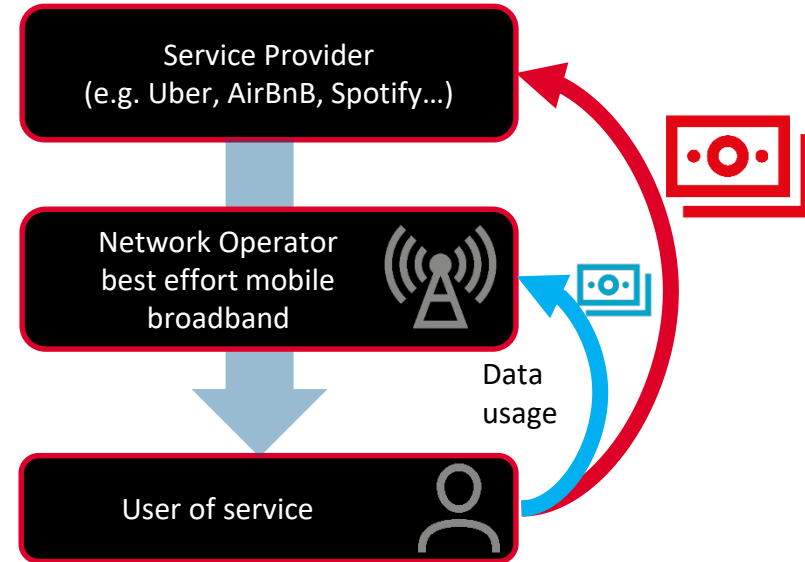 Service Provider
(e.g. Uber, AirBnB, Spotify…)
Network Operator
best effort mobile
broadband
Data
usage
User of service